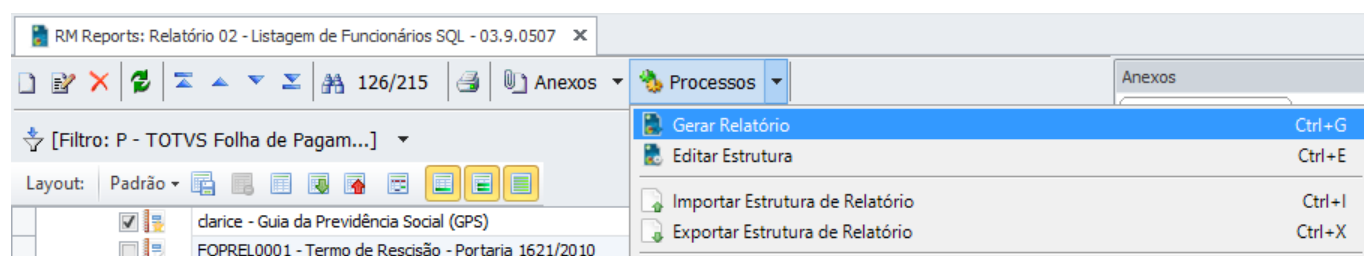 RM Reports: Relatório 02 - Listagem de Funcionários SQL - 03.9.0507
126/215 Anexos Processos
Anexos
Gerar Relatório Ctrl+G
[Filtro: P - TOTVS Folha de Pagam...]
Editar Estrutura Ctrl+E
Layout: Padrão
Importar Estrutura de Relatório Ctrl+I
clarice - Guia da Previdência Social (GPS)
Exportar Estrutura de Relatório Ctrl+X
FOPREL0001 - Termo de Rescisão - Portaria 1621/2010